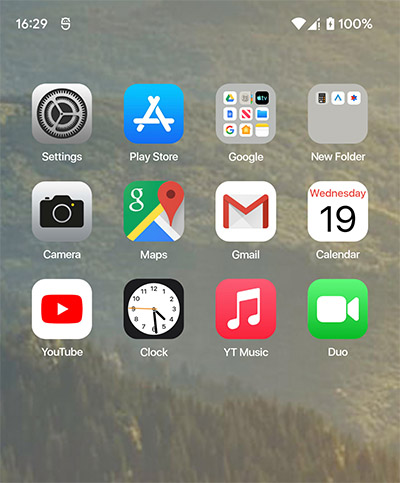 16:29 100%
Settings Play Store Google New Folder
Wednesday
19
Camera Maps Gmail Calendar
YouTube Clock YT Music Duo